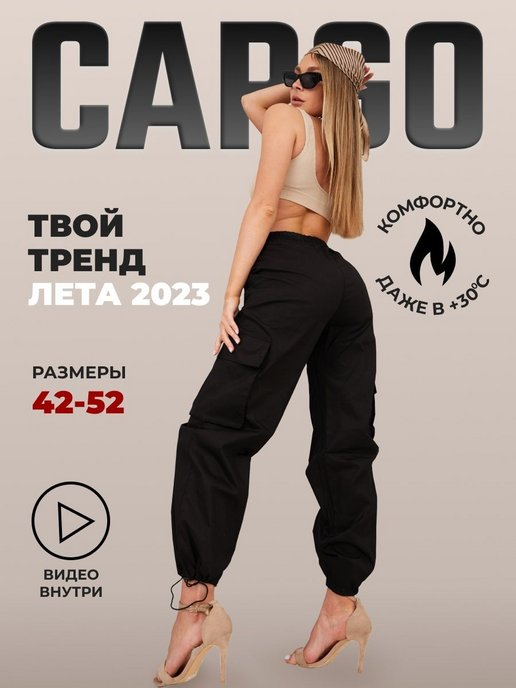 CARGO
ТВОЙ
ТРЕНД
ЛЕТА 2023
КОМФОРТНО
ДАЖЕ В +30°C
РАЗМЕРЫ
42-52
ВИДЕО
ВНУТРИ